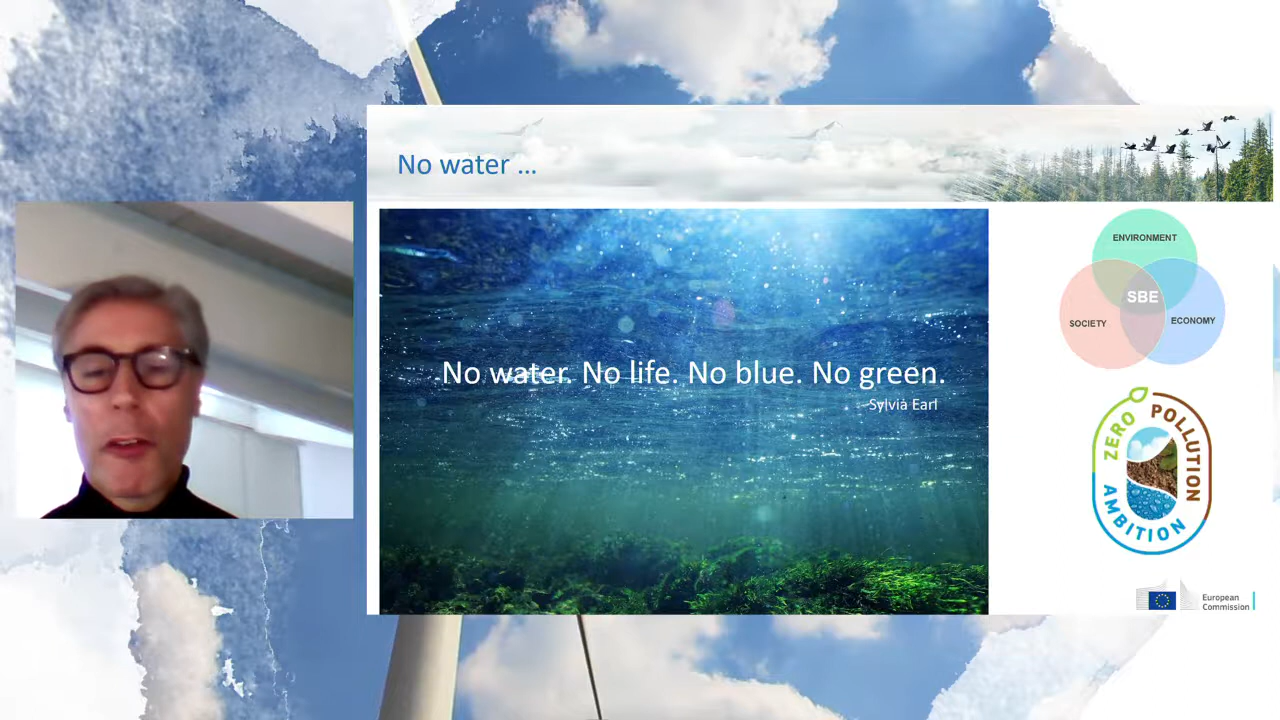 No water ...
No water. No life. No blue. No green.
-Sylvia Earl
ENVIRONMENT
SBE
SOCIETY
ECONOMY
ZERO POLLUTION
AMBITION
European
Commission